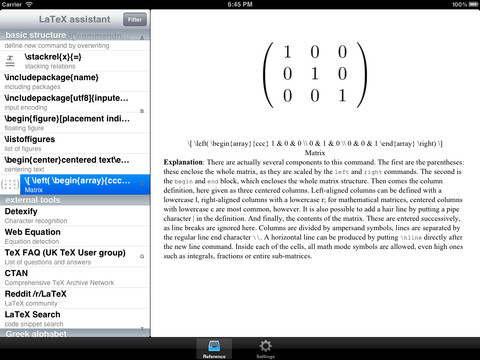 iPad
6:45 PM
100%
LaTeX assistant
Filter
basic structure
define new command by overwriting
\stackrel{x}{=}
stacking relations
\includepackage{name}
including packages
\includepackage[utf8]{inpute...
input encoding
\begin{figure}[placement indi...
floating figure
\listoffigures
list of figures
\begin{center}centered text\e...
centering text
\[ \left( \begin{array}{ccc...
Matrix
external tools
Detexify
Character recognition
Web Equation
Equation detection
TeX FAQ (UK TeX User group)
List of questions and answers
CTAN
Comprehensive TeX Archive Network
Reddit /r/LaTeX
LaTeX community
LaTeX Search
code snippet search
Greek alphabet
1 0 0
0 1 0
0 0 1
\[ \left( \begin{array}{ccc} 1 & 0 & 0 \\ 0 & 1 & 0 \\ 0 & 0 & 1 \end{array} \right) \]
Matrix
Explanation: There are actually several components to this command. The first are the parentheses:
these enclose the whole matrix, as they are scaled by the left and right commands. The second is
the begin and end block, which encloses the whole matrix structure. Then comes the column
definition, here given as three centered columns. Left-aligned columns can be defined with a
lowercase l, right-aligned columns with a lowercase r; for mathematical matrices, centered columns
with lowercase c are most common, however. It is also possible to add a hair line by putting a pipe
character | in the definition. And finally, the contents of the matrix. These are entered successively,
as line breaks are ignored here. Columns are divided by ampersand symbols, lines are separated by
the regular line end character \\. A horizontal line can be produced by putting \hline directly after
the new line command. Inside each of the cells, all math mode symbols are allowed, even high ones
such as integrals, fractions or entire sub-matrices.
Reference
Settings